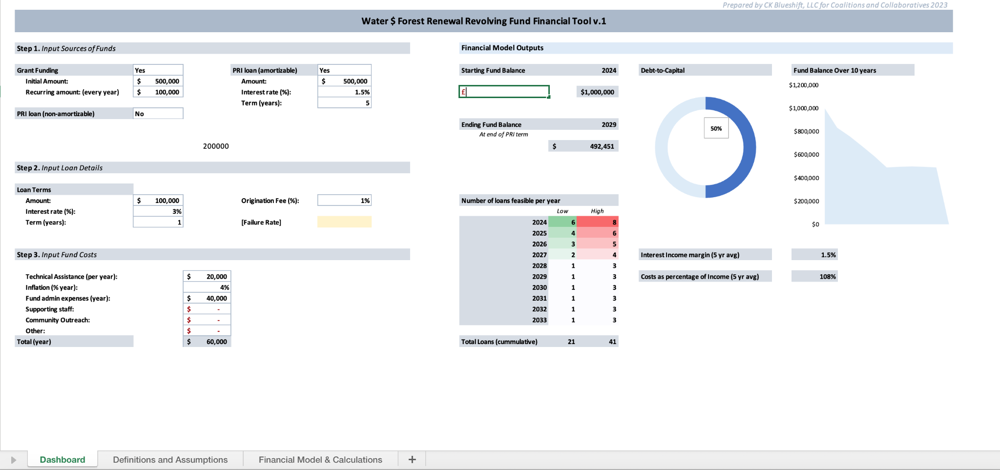 Prepared by CK Blueshift, LLC for Coalitions and Collaboratives 2023
Water $ Forest Renewal Revolving Fund Financial Tool v.1
Step 1. Input Sources of Funds
Grant Funding Yes
Initial Amount: $ 500,000
Recurring amount: (every year) $ 100,000
PRI loan (non-amortizable) No
PRI loan (amortizable) Yes
Amount: $ 500,000
Interest rate (%): 1.5%
Term (years): 5
200000
Step 2. Input Loan Details
Loan Terms
Amount: $ 100,000
Interest rate (%): 3%
Term (years): 1
Origination Fee (%): 1%
[Failure Rate]
Step 3. Input Fund Costs
Technical Assistance (per year): $ 20,000
Inflation (% year): 4%
Fund admin expenses (year): $ 40,000
Supporting staff: $ -
Community Outreach: $ -
Other: $ -
Total (year) $ 60,000
Financial Model Outputs
Starting Fund Balance 2024
£
$1,000,000
Ending Fund Balance 2029
At end of PRI term
$ 492,451
Number of loans feasible per year
Low High
2024 6 8
2025 4 6
2026 3 5
2027 2 4
2028 1 3
2029 1 3
2030 1 3
2031 1 3
2032 1 3
2033 1 3
Total Loans (cummulative) 21 41
Debt-to-Capital
50%
Fund Balance Over 10 years
$1,200,000
$1,000,000
$800,000
$600,000
$400,000
$200,000
$0
Interest Income margin (5 yr avg) 1.5%
Costs as percentage of Income (5 yr avg) 108%
Dashboard Definitions and Assumptions Financial Model & Calculations +